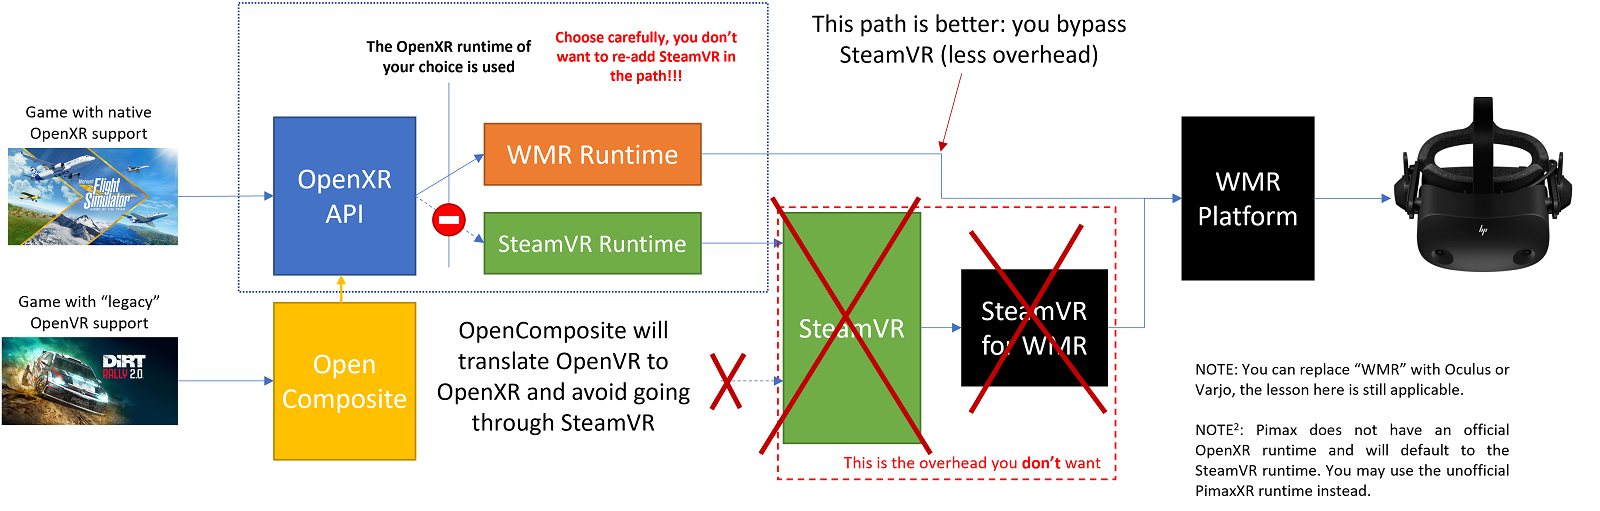 This path is better: you bypass
SteamVR (less overhead)
The OpenXR runtime of
your choice is used
Choose carefully, you don't
want to re-add SteamVR in
the path!!!
Game with native
OpenXR support
Flight
Simulator
OpenXR
API
WMR Runtime
SteamVR Runtime
WMR
Platform
hp
Game with “legacy”
OpenVR support
DiRT
RALLY 2.0
Open
Composite
OpenComposite will
translate OpenVR to
OpenXR and avoid going
through SteamVR
SteamVR
SteamVR
for WMR
This is the overhead you don't want
NOTE: You can replace “WMR” with Oculus or
Varjo, the lesson here is still applicable.
NOTE²: Pimax does not have an official
OpenXR runtime and will default to the
SteamVR runtime. You may use the unofficial
PimaxXR runtime instead.